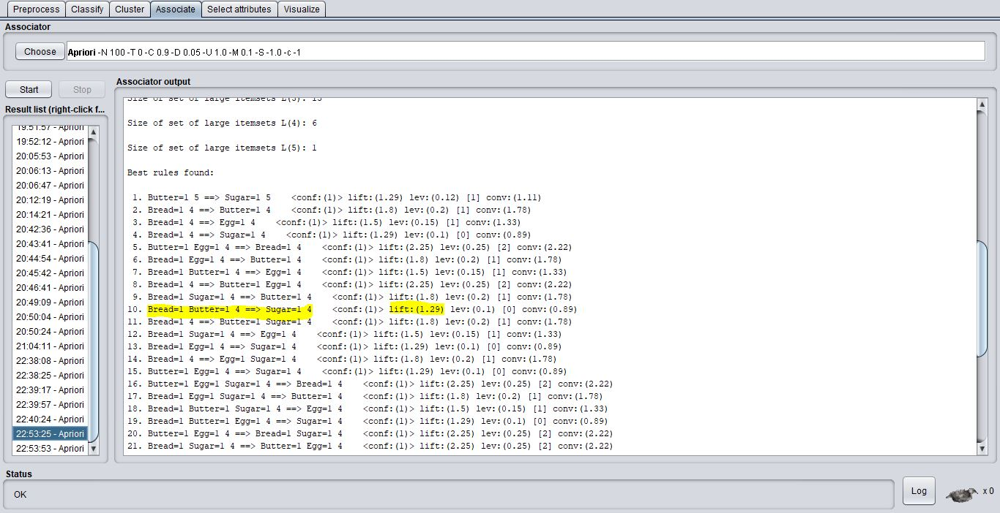 Preprocess Classify Cluster Associate Select attributes Visualize
Associator
Choose Apriori -N 100 -T 0 -C 0.9 -D 0.05 -U 1.0 -M 0.1 -S -1.0 -c -1
Start Stop
Result list (right-click f...
19:51:57 - Apriori
19:52:12 - Apriori
20:05:53 - Apriori
20:06:13 - Apriori
20:06:47 - Apriori
20:12:19 - Apriori
20:14:21 - Apriori
20:42:36 - Apriori
20:43:41 - Apriori
20:44:54 - Apriori
20:45:42 - Apriori
20:46:41 - Apriori
20:49:09 - Apriori
20:50:04 - Apriori
20:50:24 - Apriori
21:04:11 - Apriori
22:38:08 - Apriori
22:38:25 - Apriori
22:39:17 - Apriori
22:39:57 - Apriori
22:40:24 - Apriori
22:53:25 - Apriori
22:53:53 - Apriori
Associator output
Size of set of large itemsets L(3): 13
Size of set of large itemsets L(4): 6
Size of set of large itemsets L(5): 1
Best rules found:
1. Butter=1 5 ==> Sugar=1 5 <conf:(1)> lift:(1.29) lev:(0.12) [1] conv:(1.11)
2. Bread=1 4 ==> Butter=1 4 <conf:(1)> lift:(1.8) lev:(0.2) [1] conv:(1.78)
3. Bread=1 4 ==> Egg=1 4 <conf:(1)> lift:(1.5) lev:(0.15) [1] conv:(1.33)
4. Bread=1 4 ==> Sugar=1 4 <conf:(1)> lift:(1.29) lev:(0.1) [0] conv:(0.89)
5. Butter=1 Egg=1 4 ==> Bread=1 4 <conf:(1)> lift:(2.25) lev:(0.25) [2] conv:(2.22)
6. Bread=1 Egg=1 4 ==> Butter=1 4 <conf:(1)> lift:(1.8) lev:(0.2) [1] conv:(1.78)
7. Bread=1 Butter=1 4 ==> Egg=1 4 <conf:(1)> lift:(1.5) lev:(0.15) [1] conv:(1.33)
8. Bread=1 4 ==> Butter=1 Egg=1 4 <conf:(1)> lift:(2.25) lev:(0.25) [2] conv:(2.22)
9. Bread=1 Sugar=1 4 ==> Butter=1 4 <conf:(1)> lift:(1.8) lev:(0.2) [1] conv:(1.78)
10. Bread=1 Butter=1 4 ==> Sugar=1 4 <conf:(1)> lift:(1.29) lev:(0.1) [0] conv:(0.89)
11. Bread=1 4 ==> Butter=1 Sugar=1 4 <conf:(1)> lift:(1.8) lev:(0.2) [1] conv:(1.78)
12. Bread=1 Sugar=1 4 ==> Egg=1 4 <conf:(1)> lift:(1.5) lev:(0.15) [1] conv:(1.33)
13. Bread=1 Egg=1 4 ==> Sugar=1 4 <conf:(1)> lift:(1.29) lev:(0.1) [0] conv:(0.89)
14. Bread=1 4 ==> Egg=1 Sugar=1 4 <conf:(1)> lift:(1.8) lev:(0.2) [1] conv:(1.78)
15. Butter=1 Egg=1 4 ==> Sugar=1 4 <conf:(1)> lift:(1.29) lev:(0.1) [0] conv:(0.89)
16. Butter=1 Egg=1 Sugar=1 4 ==> Bread=1 4 <conf:(1)> lift:(2.25) lev:(0.25) [2] conv:(2.22)
17. Bread=1 Egg=1 Sugar=1 4 ==> Butter=1 4 <conf:(1)> lift:(1.8) lev:(0.2) [1] conv:(1.78)
18. Bread=1 Butter=1 Sugar=1 4 ==> Egg=1 4 <conf:(1)> lift:(1.5) lev:(0.15) [1] conv:(1.33)
19. Bread=1 Butter=1 Egg=1 4 ==> Sugar=1 4 <conf:(1)> lift:(1.29) lev:(0.1) [0] conv:(0.89)
20. Butter=1 Egg=1 4 ==> Bread=1 Sugar=1 4 <conf:(1)> lift:(2.25) lev:(0.25) [2] conv:(2.22)
21. Bread=1 Sugar=1 4 ==> Butter=1 Egg=1 4 <conf:(1)> lift:(2.25) lev:(0.25) [2] conv:(2.22)
Status
OK
Log
x 0